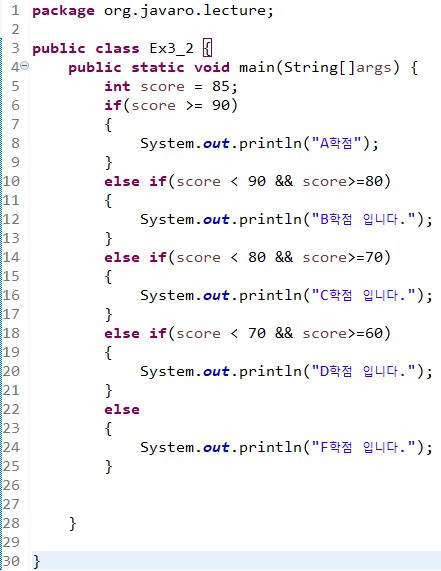 1 package org.javaro.lecture;
2
3 public class Ex3_2 {
4 public static void main(String[]args) {
5 int score = 85;
6 if(score >= 90)
7 {
8 System.out.println("A학점");
9 }
10 else if(score < 90 && score>=80)
11 {
12 System.out.println("B학점 입니다.");
13 }
14 else if(score < 80 && score>=70)
15 {
16 System.out.println("C학점 입니다.");
17 }
18 else if(score < 70 && score>=60)
19 {
20 System.out.println("D학점 입니다.");
21 }
22 else
23 {
24 System.out.println("F학점 입니다.");
25 }
26
27
28 }
29
30 }